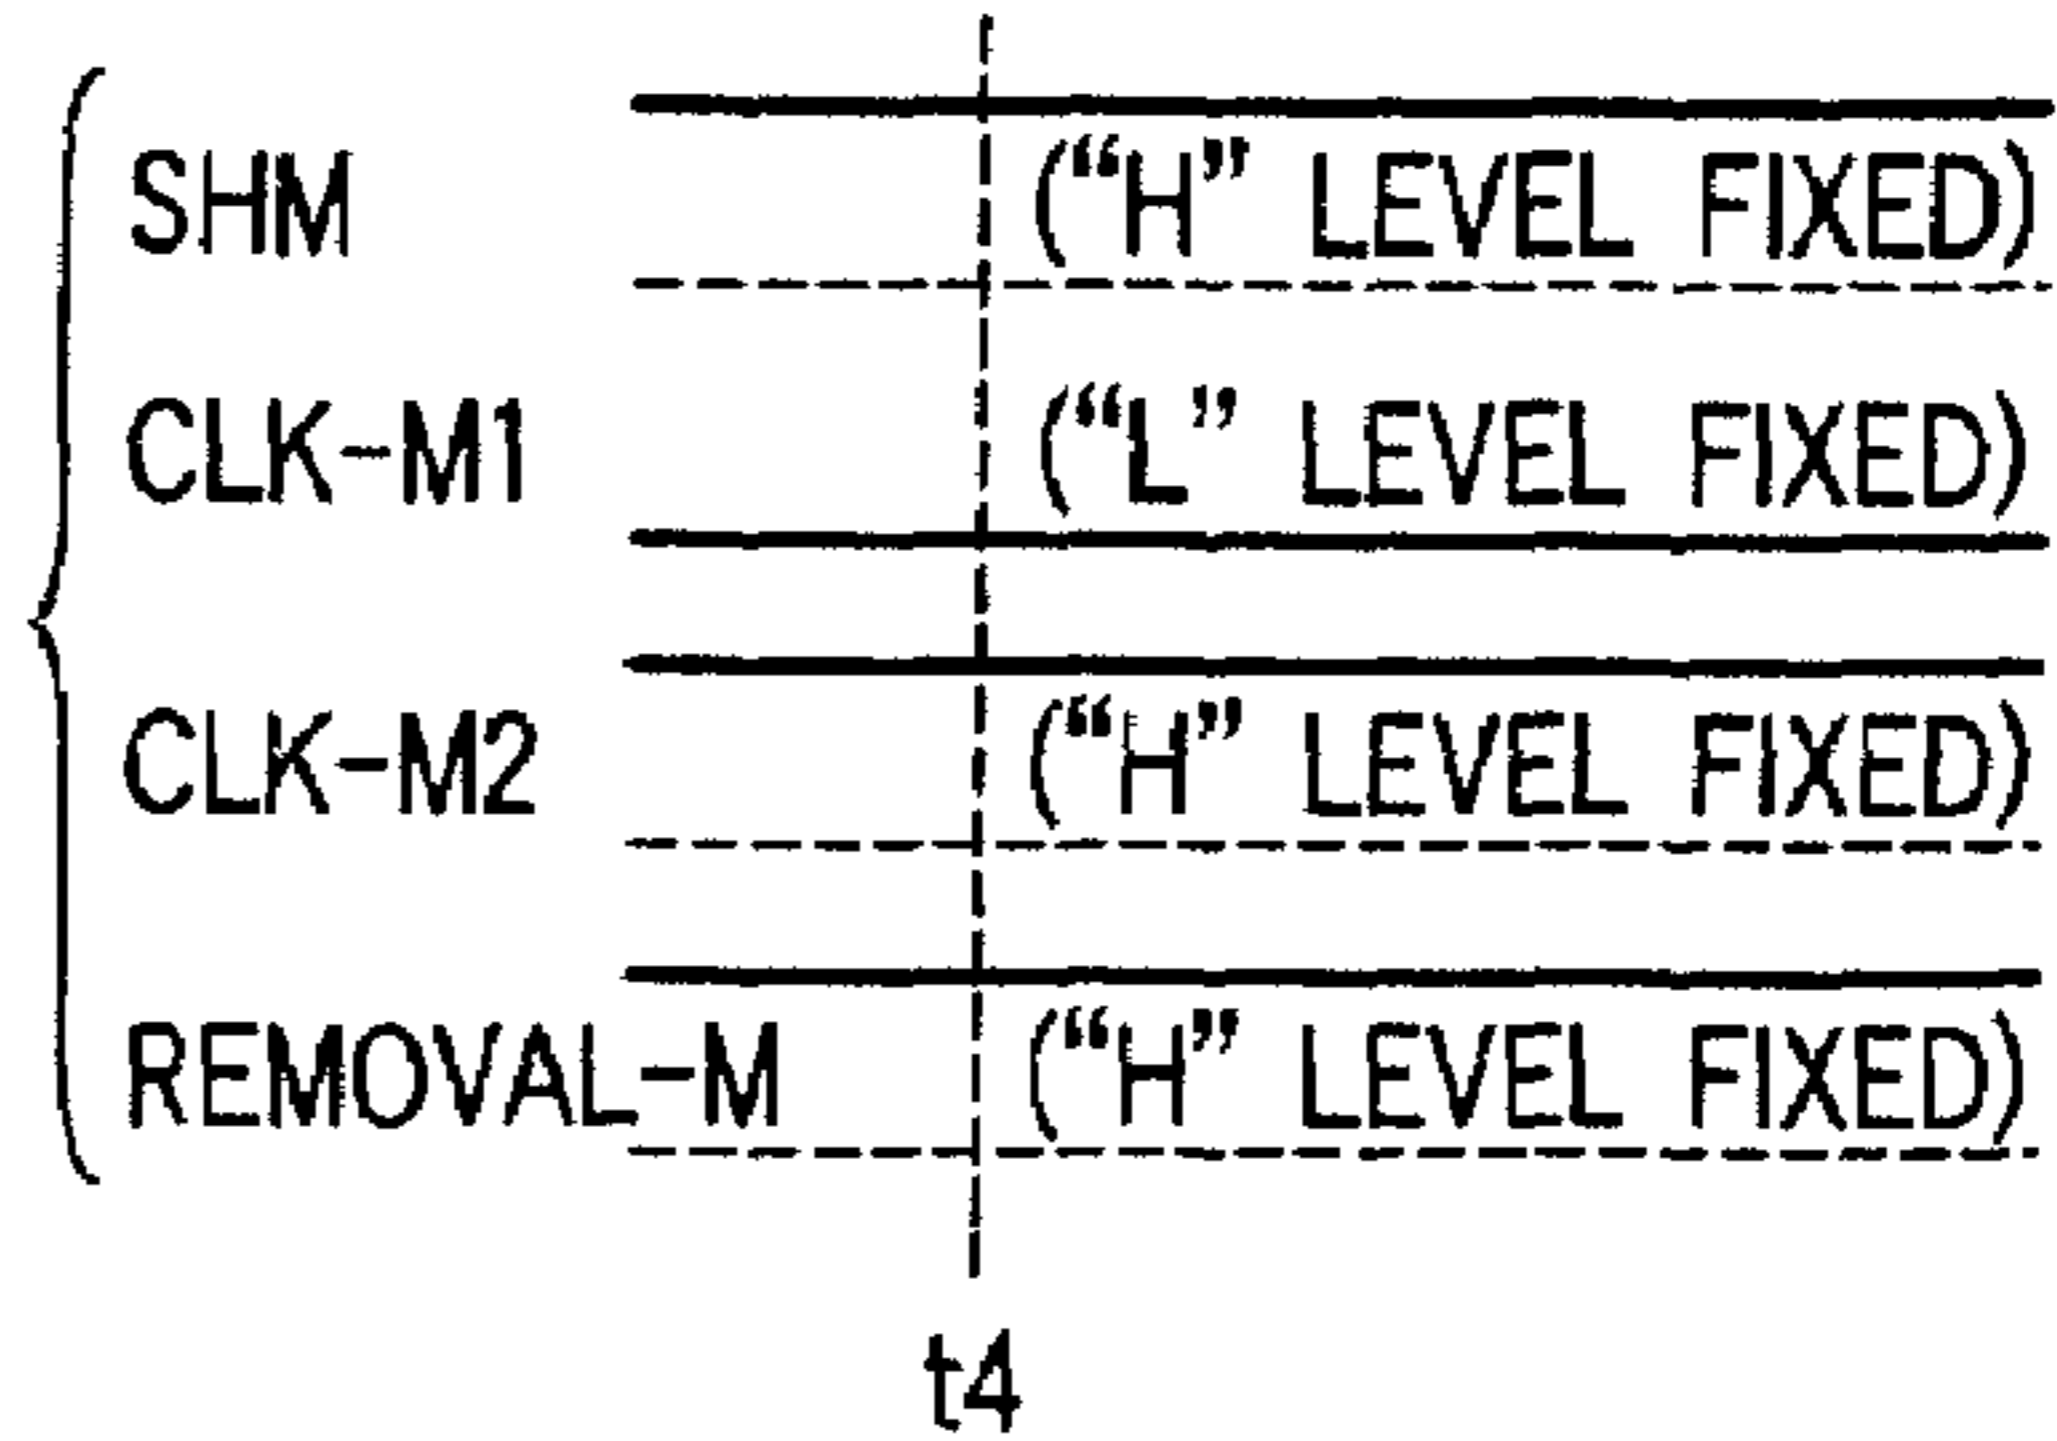 SHM (“H” LEVEL FIXED)
CLK-M1 (“L” LEVEL FIXED)
CLK-M2 (“H” LEVEL FIXED)
REMOVAL-M (“H” LEVEL FIXED)
t4